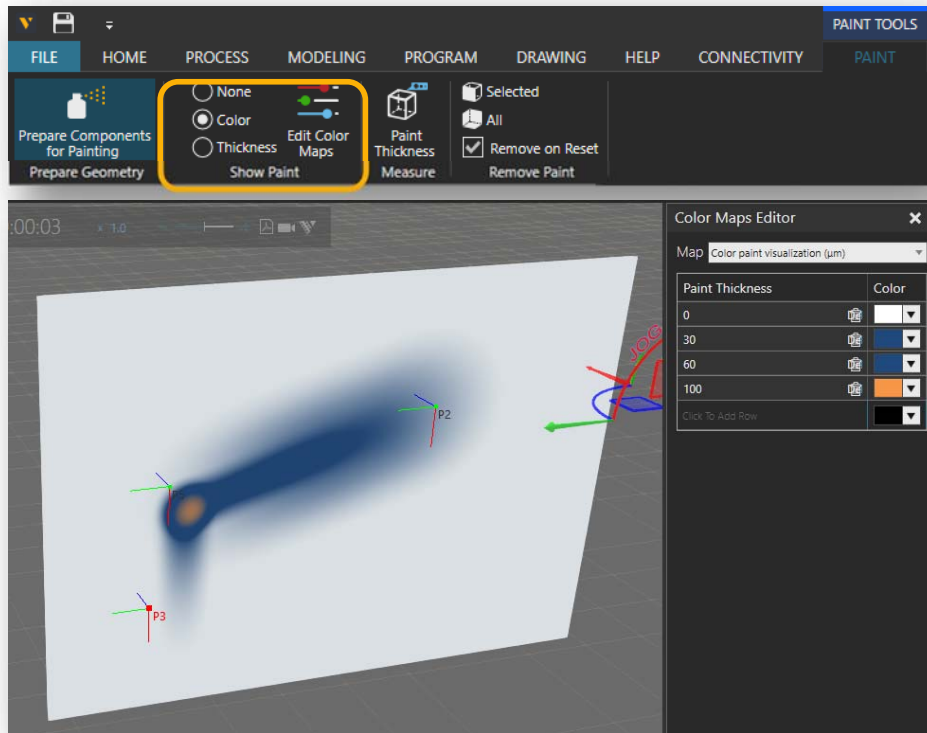 PAINT TOOLS
FILE HOME PROCESS MODELING PROGRAM DRAWING HELP CONNECTIVITY PAINT
Prepare Components
for Painting
Prepare Geometry
None
Color
Thickness
Edit Color
Maps
Show Paint
Paint
Thickness
Measure
Selected
All
Remove on Reset
Remove Paint
:00:03 x 1.0
JOG
P2
P3
Color Maps Editor
Map Color paint visualization (µm)
Paint Thickness Color
0
30
60
100
Click To Add Row